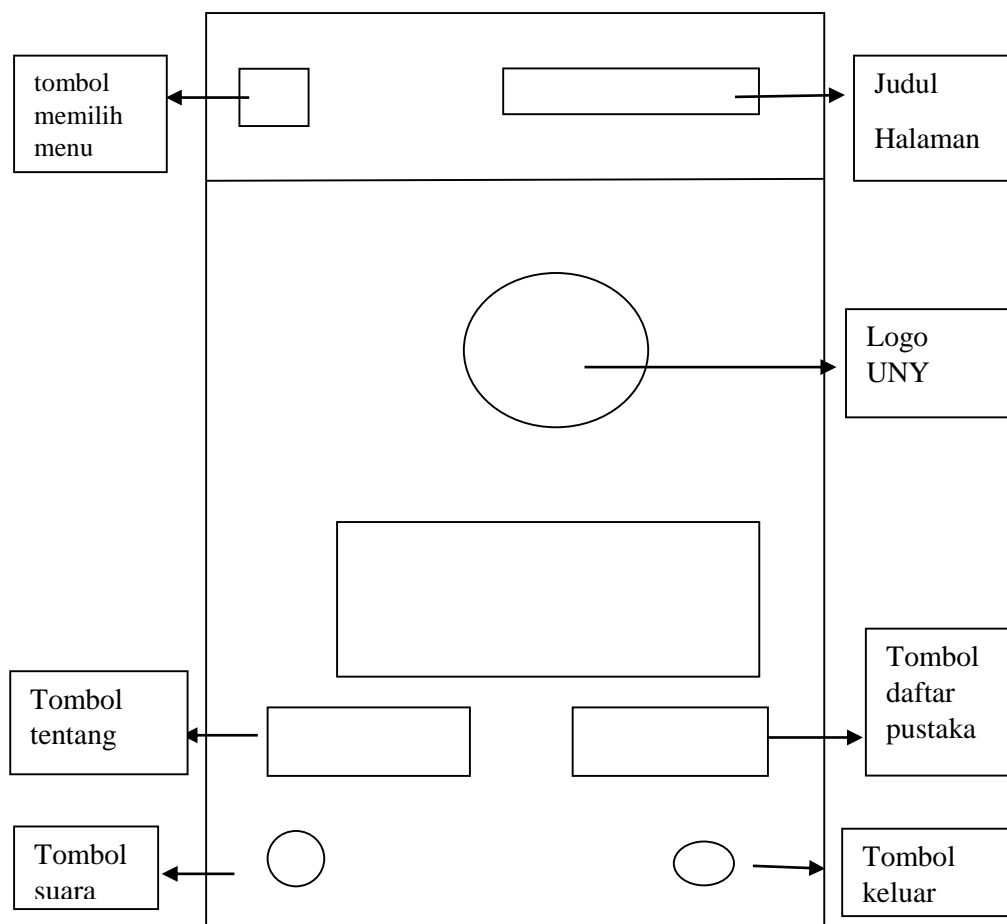 tombol
memilih
menu
Judul
Halaman
Logo
UNY
Tombol
tentang
Tombol
daftar
pustaka
Tombol
suara
Tombol
keluar